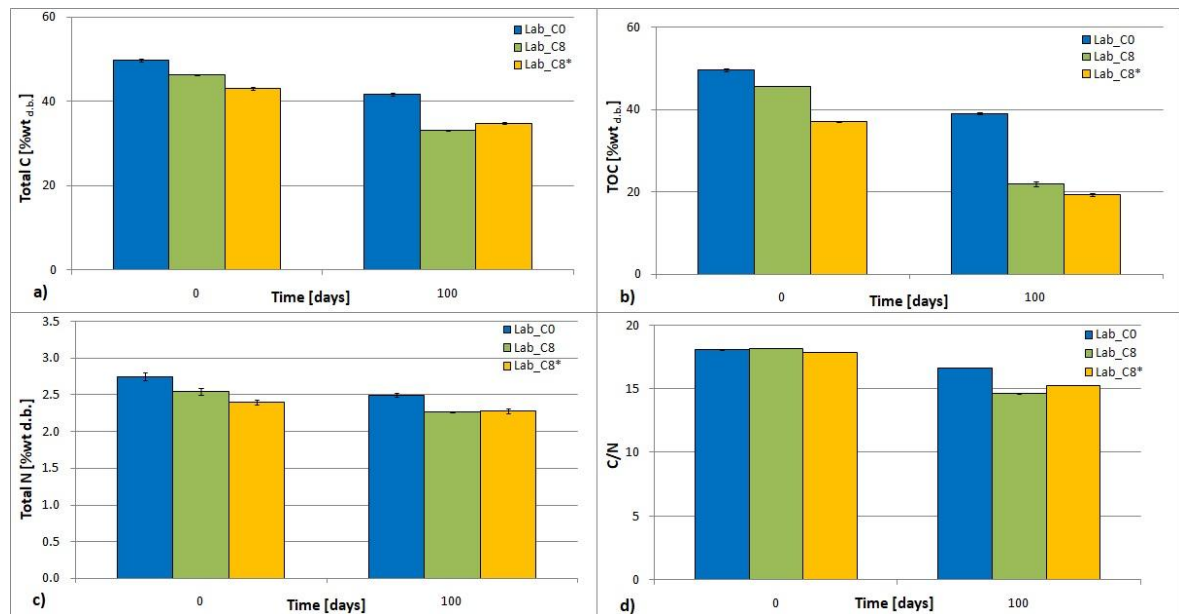 60
40
20
0
Total C [%wt d.b.]
Lab_C0
Lab_C8
Lab_C8*
0
100
Time [days]
a)
60
40
20
0
TOC [%wt d.b.]
Lab_C0
Lab_C8
Lab_C8*
0
100
Time [days]
b)
3.5
3.0
2.5
2.0
1.5
1.0
0.5
0.0
Total N [%wt d.b.]
Lab_C0
Lab_C8
Lab_C8*
0
100
Time [days]
c)
20
15
10
5
0
C/N
Lab_C0
Lab_C8
Lab_C8*
0
100
Time [days]
d)